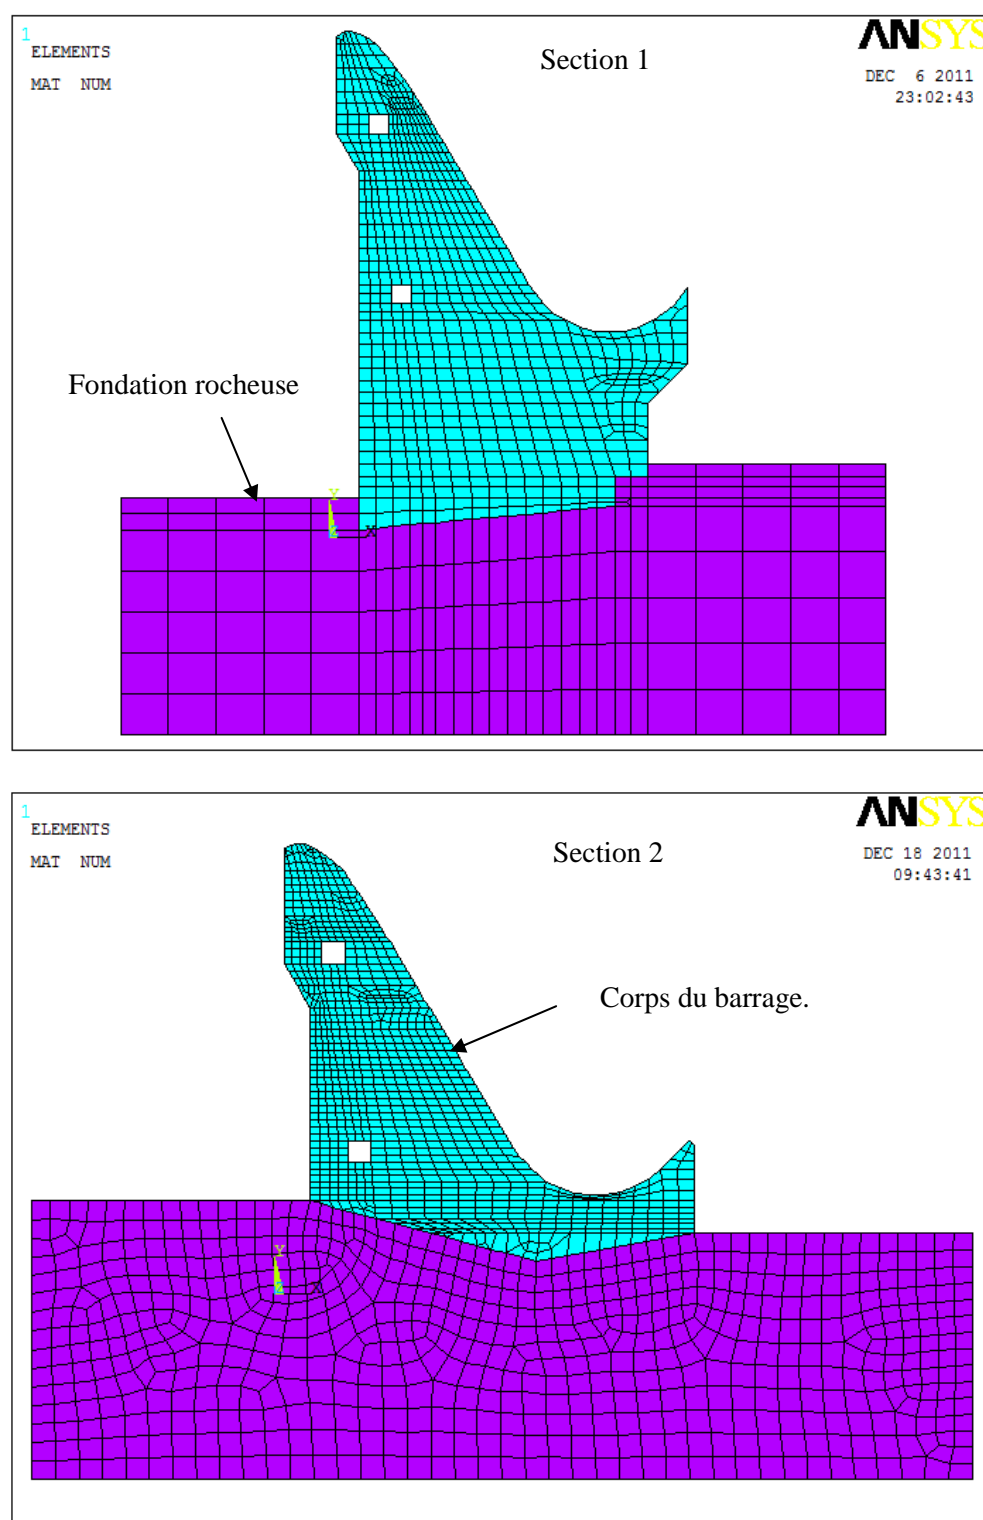 1
ELEMENTS
MAT NUM
Section 1
ANSYS
DEC 6 2011
23:02:43
Fondation rocheuse
Y
X
1
ELEMENTS
MAT NUM
Section 2
ANSYS
DEC 18 2011
09:43:41
Corps du barrage.
Y
X